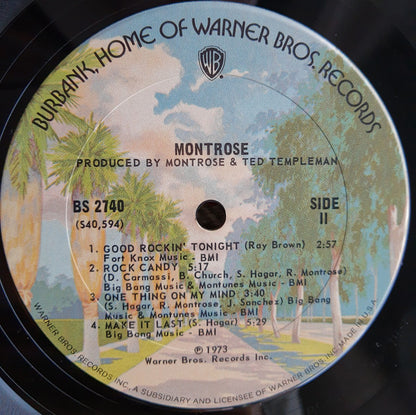 BURBANK, HOME OF WARNER BROS. RECORDS
WB
MONTROSE
PRODUCED BY MONTROSE & TED TEMPLEMAN
BS 2740
(S40,594)
SIDE
II
1. GOOD ROCKIN' TONIGHT (Ray Brown) 2:57
Fort Knox Music - BMI
2. ROCK CANDY 5:17
(D. Carmassi, B. Church, S. Hagar, R. Montrose)
Big Bang Music & Montunes Music - BMI
3. ONE THING ON MY MIND 3:40
(S. Hagar, R. Montrose, J. Sanchez) Big Bang
Music & Montunes Music - BMI
4. MAKE IT LAST (S. Hagar) 5:29
Big Bang Music - BMI
℗ 1973
Warner Bros. Records Inc.
WARNER BROS. RECORDS INC., A SUBSIDIARY AND LICENSEE OF WARNER BROS. INC. MADE IN U.S.A.